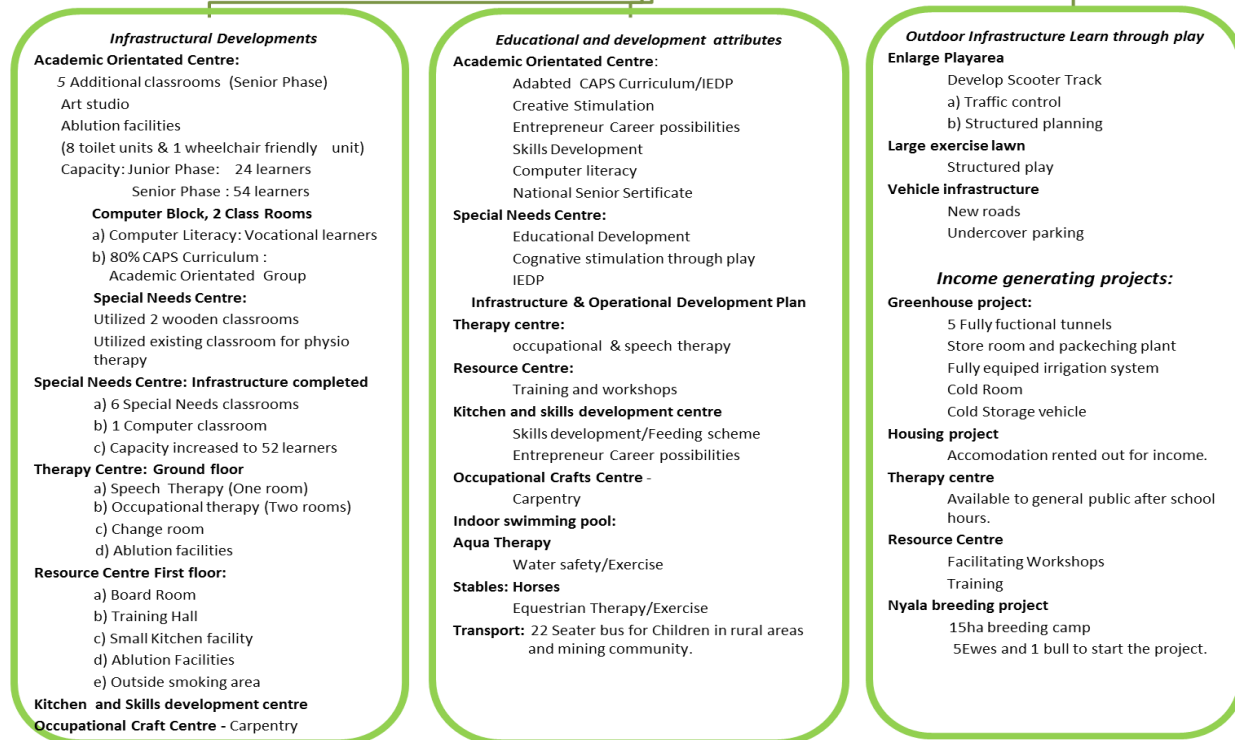 Infrastructural Developments
Academic Orientated Centre:
5 Additional classrooms (Senior Phase)
Art studio
Ablution facilities
(8 toilet units & 1 wheelchair friendly unit)
Capacity: Junior Phase: 24 learners
Senior Phase : 54 learners
Computer Block, 2 Class Rooms
a) Computer Literacy: Vocational learners
b) 80% CAPS Curriculum :
Academic Orientated Group
Special Needs Centre:
Utilized 2 wooden classrooms
Utilized existing classroom for physio
therapy
Special Needs Centre: Infrastructure completed
a) 6 Special Needs classrooms
b) 1 Computer classroom
c) Capacity increased to 52 learners
Therapy Centre: Ground floor
a) Speech Therapy (One room)
b) Occupational therapy (Two rooms)
c) Change room
d) Ablution facilities
Resource Centre First floor:
a) Board Room
b) Training Hall
c) Small Kitchen facility
d) Ablution Facilities
e) Outside smoking area
Kitchen and Skills development centre
Occupational Craft Centre - Carpentry
Educational and development attributes
Academic Orientated Centre:
Adabted CAPS Curriculum/IEDP
Creative Stimulation
Entrepreneur Career possibilities
Skills Development
Computer literacy
National Senior Sertificate
Special Needs Centre:
Educational Development
Cognative stimulation through play
IEDP
Infrastructure & Operational Development Plan
Therapy centre:
occupational & speech therapy
Resource Centre:
Training and workshops
Kitchen and skills development centre
Skills development/Feeding scheme
Entrepreneur Career possibilities
Occupational Crafts Centre -
Carpentry
Indoor swimming pool:
Aqua Therapy
Water safety/Exercise
Stables: Horses
Equestrian Therapy/Exercise
Transport: 22 Seater bus for Children in rural areas
and mining community.
Outdoor Infrastructure Learn through play
Enlarge Playarea
Develop Scooter Track
a) Traffic control
b) Structured planning
Large exercise lawn
Structured play
Vehicle infrastructure
New roads
Undercover parking
Income generating projects:
Greenhouse project:
5 Fully fuctional tunnels
Store room and packeching plant
Fully equiped irrigation system
Cold Room
Cold Storage vehicle
Housing project
Accomodation rented out for income.
Therapy centre
Available to general public after school
hours.
Resource Centre
Facilitating Workshops
Training
Nyala breeding project
15ha breeding camp
5Ewes and 1 bull to start the project.